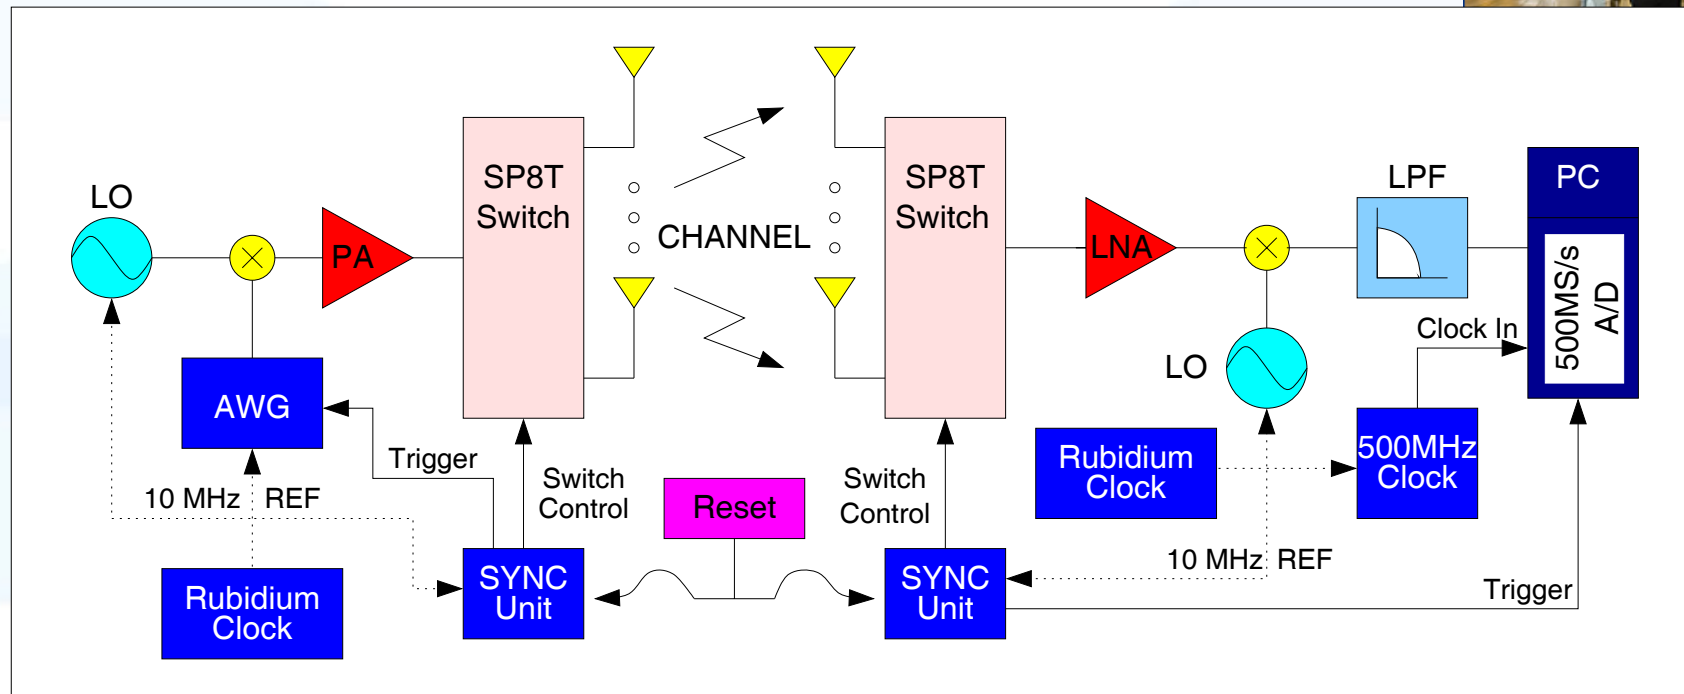 LO
PA
SP8T
Switch
CHANNEL
SP8T
Switch
LNA
LPF
PC
500MS/s
A/D
Clock In
LO
AWG
Trigger
Switch
Control
10 MHz REF
Reset
Switch
Control
Rubidium
Clock
500MHz
Clock
Rubidium
Clock
SYNC
Unit
SYNC
Unit
10 MHz REF
Trigger